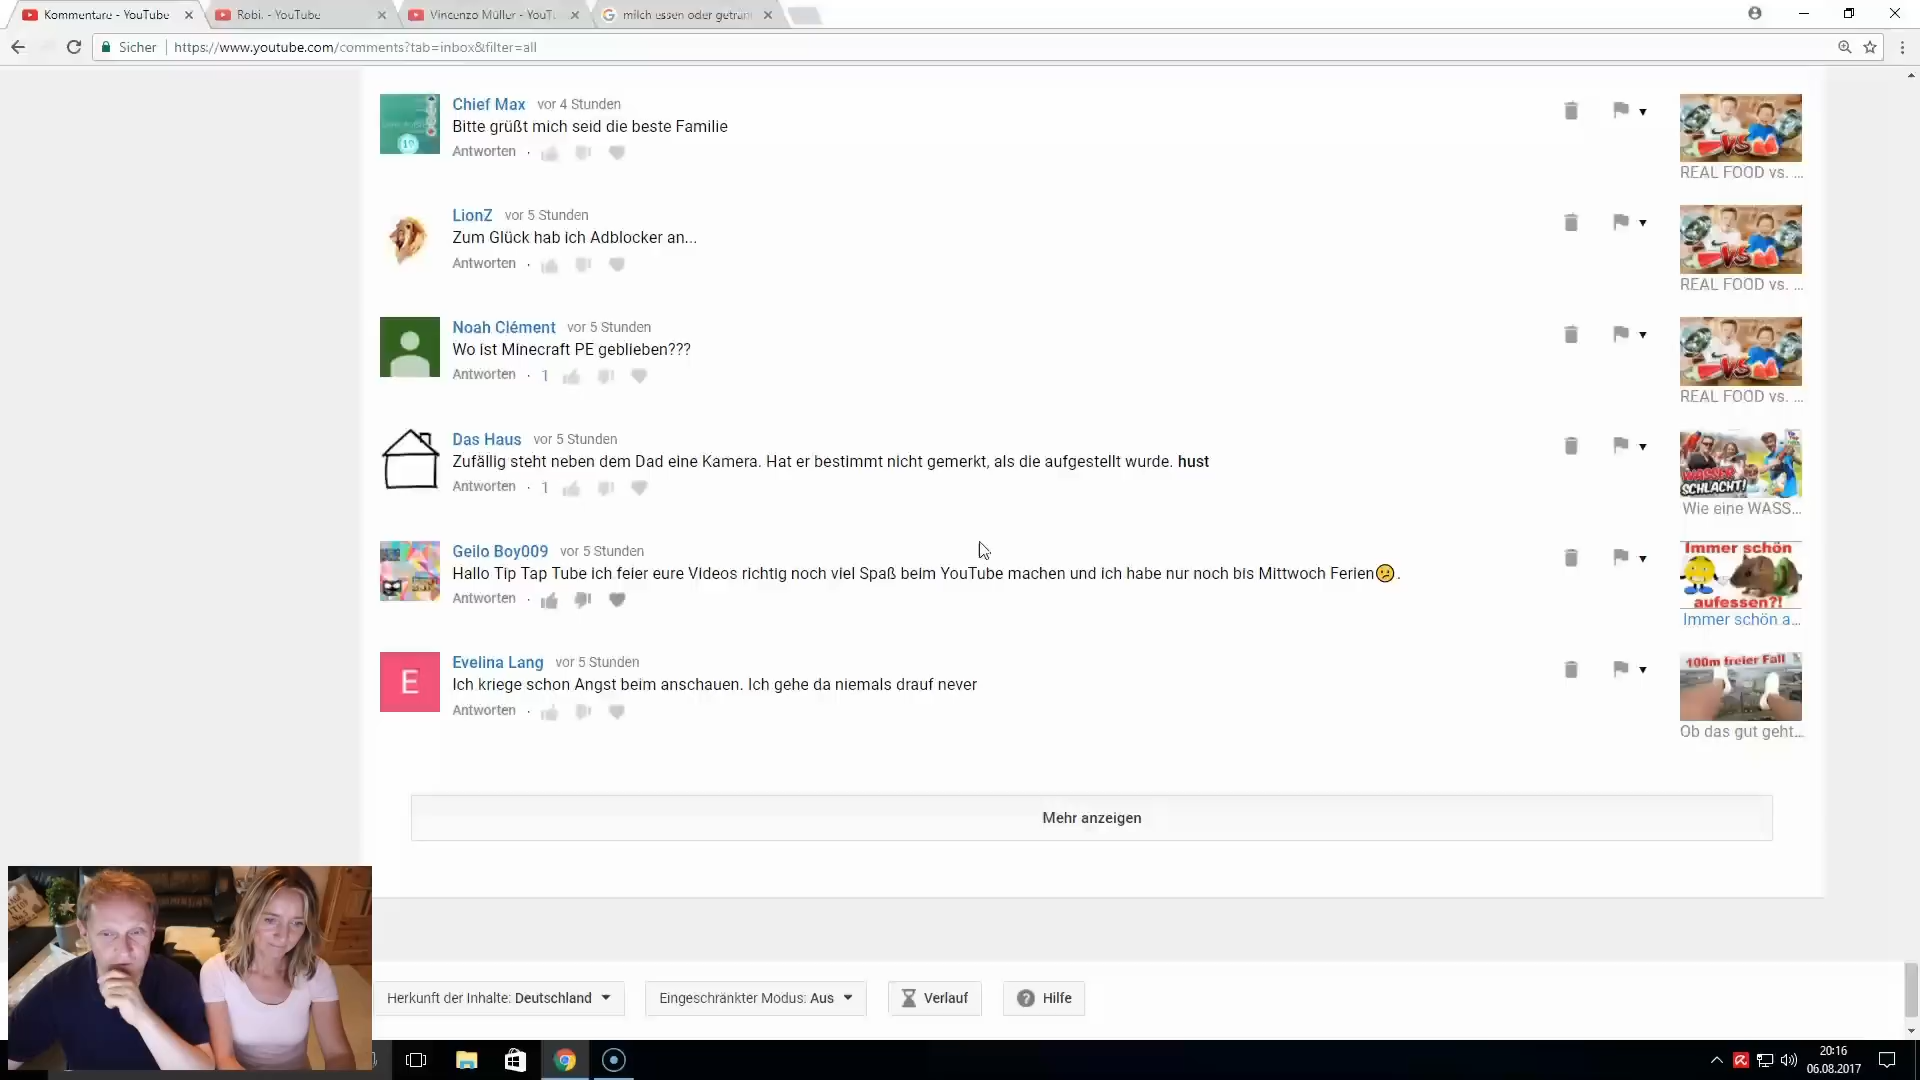 Kommentare - YouTube
Robi. - YouTube
Vincenzo Müller - YouT
milch essen oder getran
Sicher
https://www.youtube.com/comments?tab=inbox&filter=all
Chief Max vor 4 Stunden
Bitte grüßt mich seid die beste Familie
Antworten ·
REAL FOOD vs. ...
LionZ vor 5 Stunden
Zum Glück hab ich Adblocker an...
Antworten ·
REAL FOOD vs. ...
Noah Clément vor 5 Stunden
Wo ist Minecraft PE geblieben???
Antworten · 1
REAL FOOD vs. ...
Das Haus vor 5 Stunden
Zufällig steht neben dem Dad eine Kamera. Hat er bestimmt nicht gemerkt, als die aufgestellt wurde. hust
Antworten · 1
WASSER
SCHLACHT!
Wie eine WASS...
Geilo Boy009 vor 5 Stunden
Hallo Tip Tap Tube ich feier eure Videos richtig noch viel Spaß beim YouTube machen und ich habe nur noch bis Mittwoch Ferien😕.
Antworten ·
Immer schön
aufessen?!
Immer schön a...
Evelina Lang vor 5 Stunden
Ich kriege schon Angst beim anschauen. Ich gehe da niemals drauf never
Antworten ·
E
100m freier Fall
Ob das gut geht...
Mehr anzeigen
Herkunft der Inhalte: Deutschland
Eingeschränkter Modus: Aus
Verlauf
Hilfe
20:16
06.08.2017